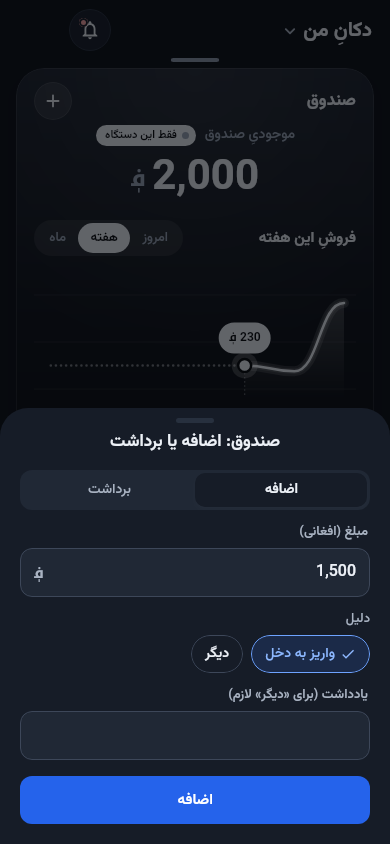 دکانِ من
صندوق
موجودیِ صندوق
فقط این دستگاه
2,000 ؋
فروشِ این هفته
امروز
هفته
ماه
230 ؋
صندوق: اضافه یا برداشت
اضافه
برداشت
مبلغ (افغانی)
1,500
؋
دلیل
واریز به دخل
دیگر
یادداشت (برای «دیگر» لازم)
اضافه